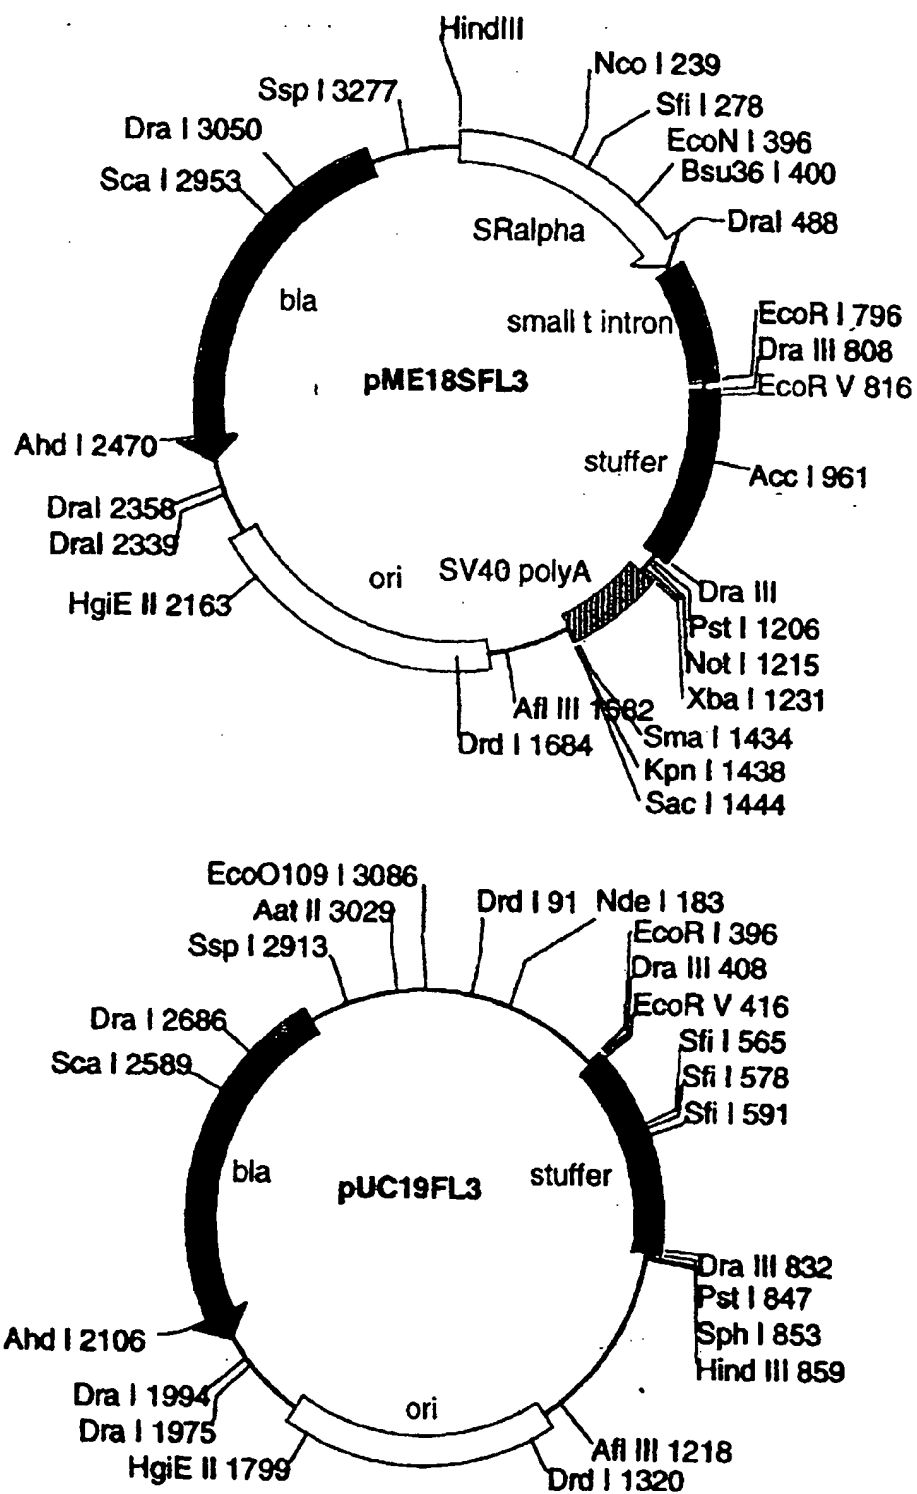 HindIII
Nco I 239
Ssp I 3277
Sfi I 278
Dra I 3050
EcoN I 396
Sca I 2953
Bsu36 I 400
DraI 488
SRalpha
bla
small t intron
EcoR I 796
Dra III 808
pME18SFL3
EcoR V 816
Ahd I 2470
stuffer
Acc I 961
DraI 2358
DraI 2339
ori
SV40 polyA
HgiE II 2163
Dra III
Pst I 1206
Not I 1215
Xba I 1231
Afl III 1582
Drd I 1684
Sma I 1434
Kpn I 1438
Sac I 1444
EcoO109 I 3086
Aat II 3029
Drd I 91
Nde I 183
Ssp I 2913
EcoR I 396
Dra III 408
EcoR V 416
Dra I 2686
Sfi I 565
Sca I 2589
Sfi I 578
Sfi I 591
bla
pUC19FL3
stuffer
Dra III 832
Pst I 847
Sph I 853
Hind III 859
Ahd I 2106
Dra I 1994
Dra I 1975
ori
HgiE II 1799
Afl III 1218
Drd I 1320